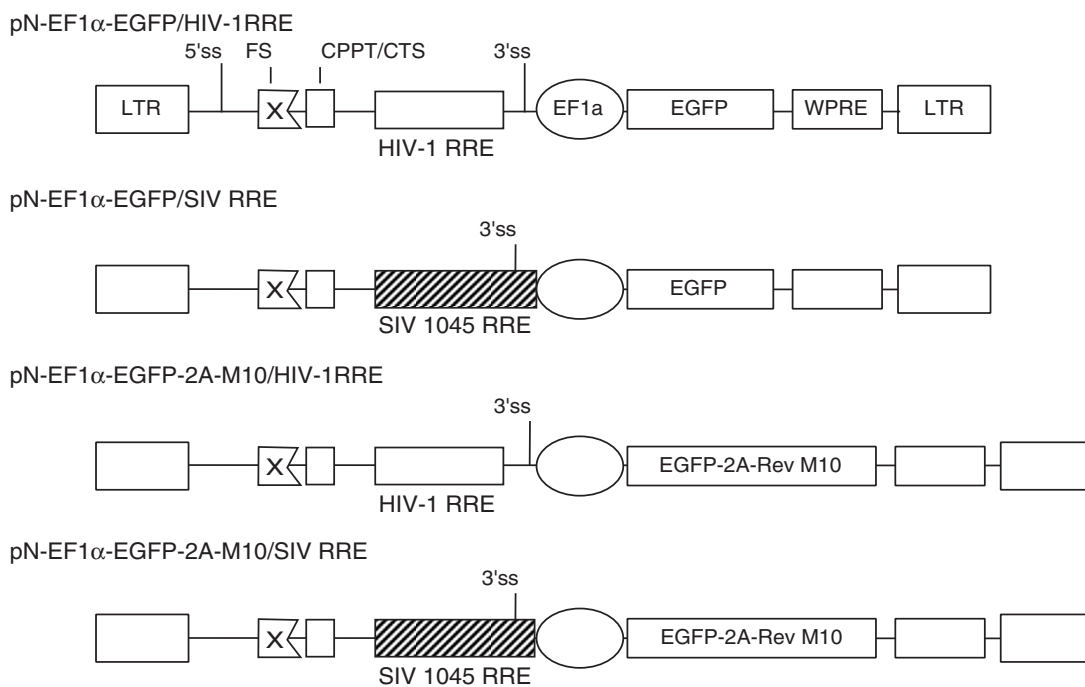 pN-EF1α-EGFP/HIV-1RRE
5'ss FS CPPT/CTS 3'ss
LTR X EF1a EGFP WPRE LTR
HIV-1 RRE
pN-EF1α-EGFP/SIV RRE
3'ss
X EGFP
SIV 1045 RRE
pN-EF1α-EGFP-2A-M10/HIV-1RRE
3'ss
X EGFP-2A-Rev M10
HIV-1 RRE
pN-EF1α-EGFP-2A-M10/SIV RRE
3'ss
X EGFP-2A-Rev M10
SIV 1045 RRE